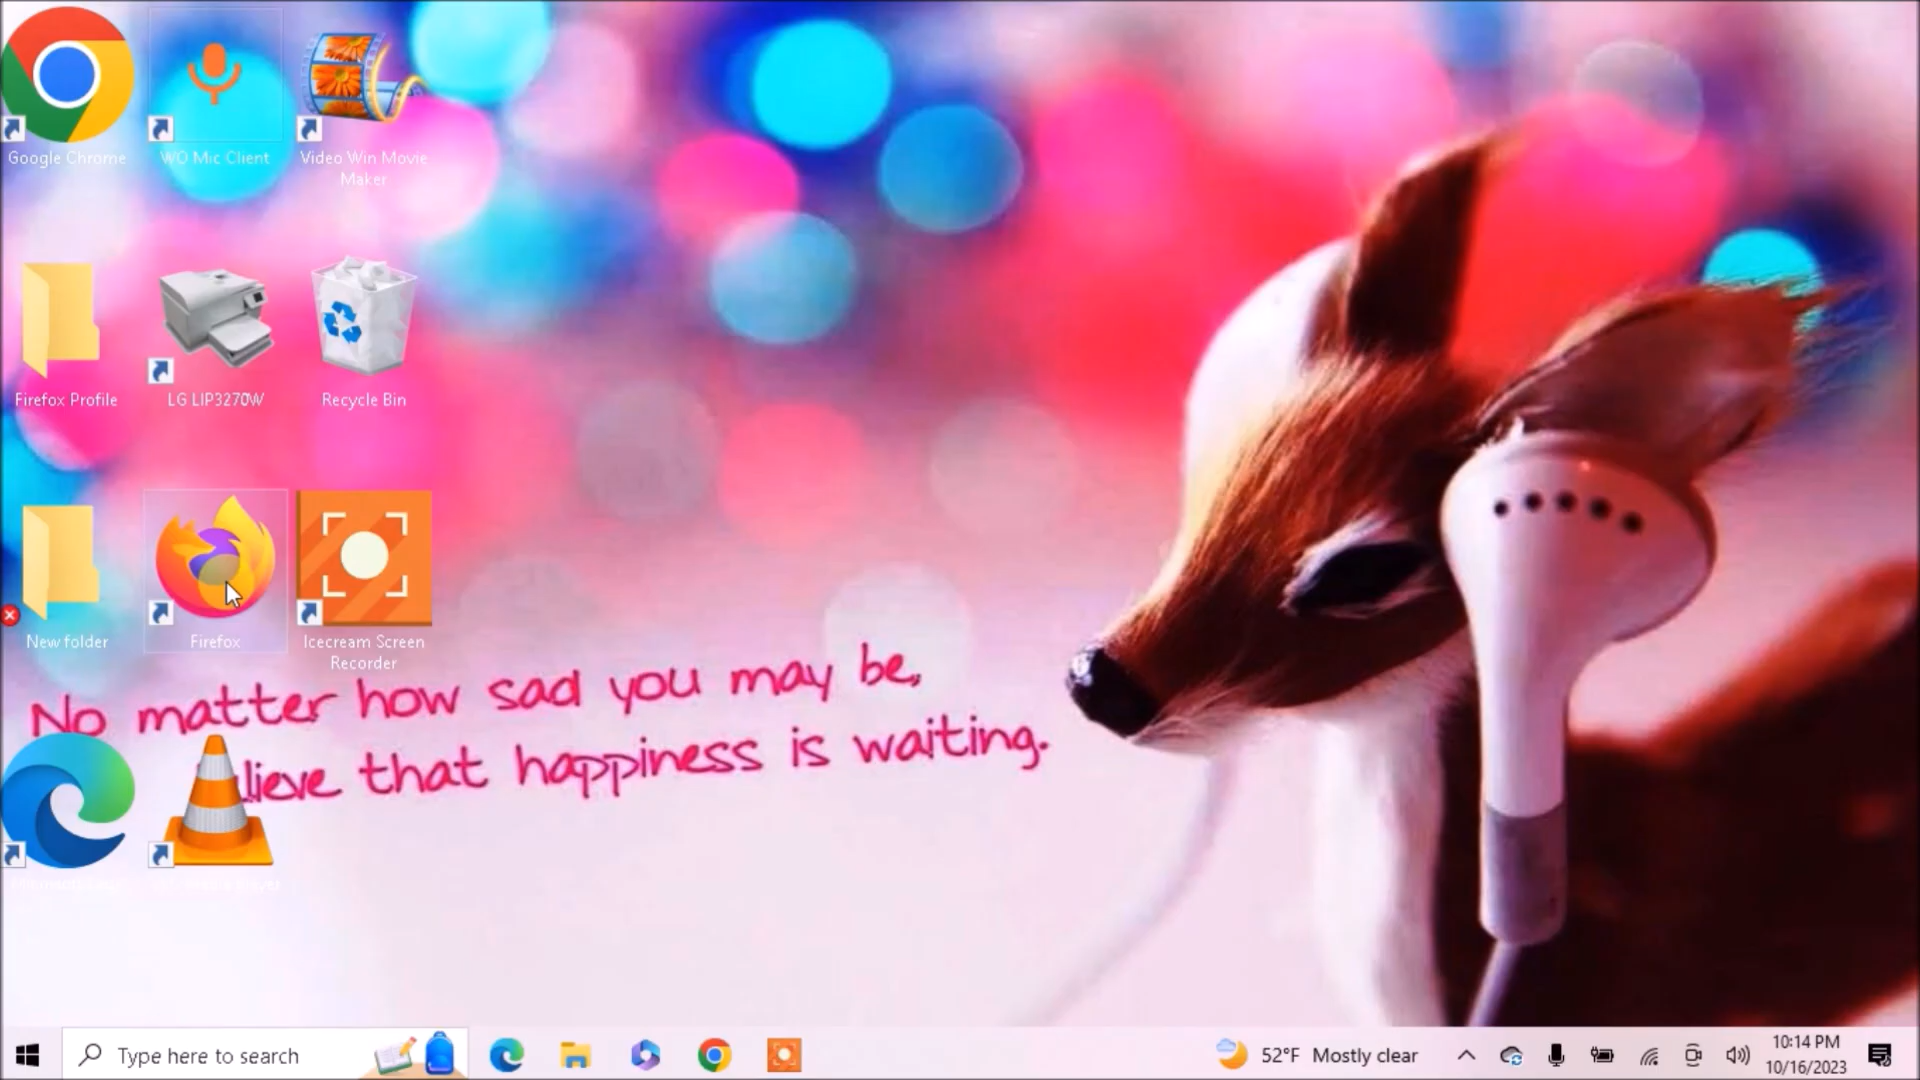 Google Chrome
WO Mic Client
Video Win Movie
Maker
Firefox Profile
LG LIP3270W
Recycle Bin
New folder
Firefox
Icecream Screen
Recorder
No matter how sad you may be,
lieve that happiness is waiting.
Type here to search
52°F Mostly clear
10:14 PM
10/16/2023